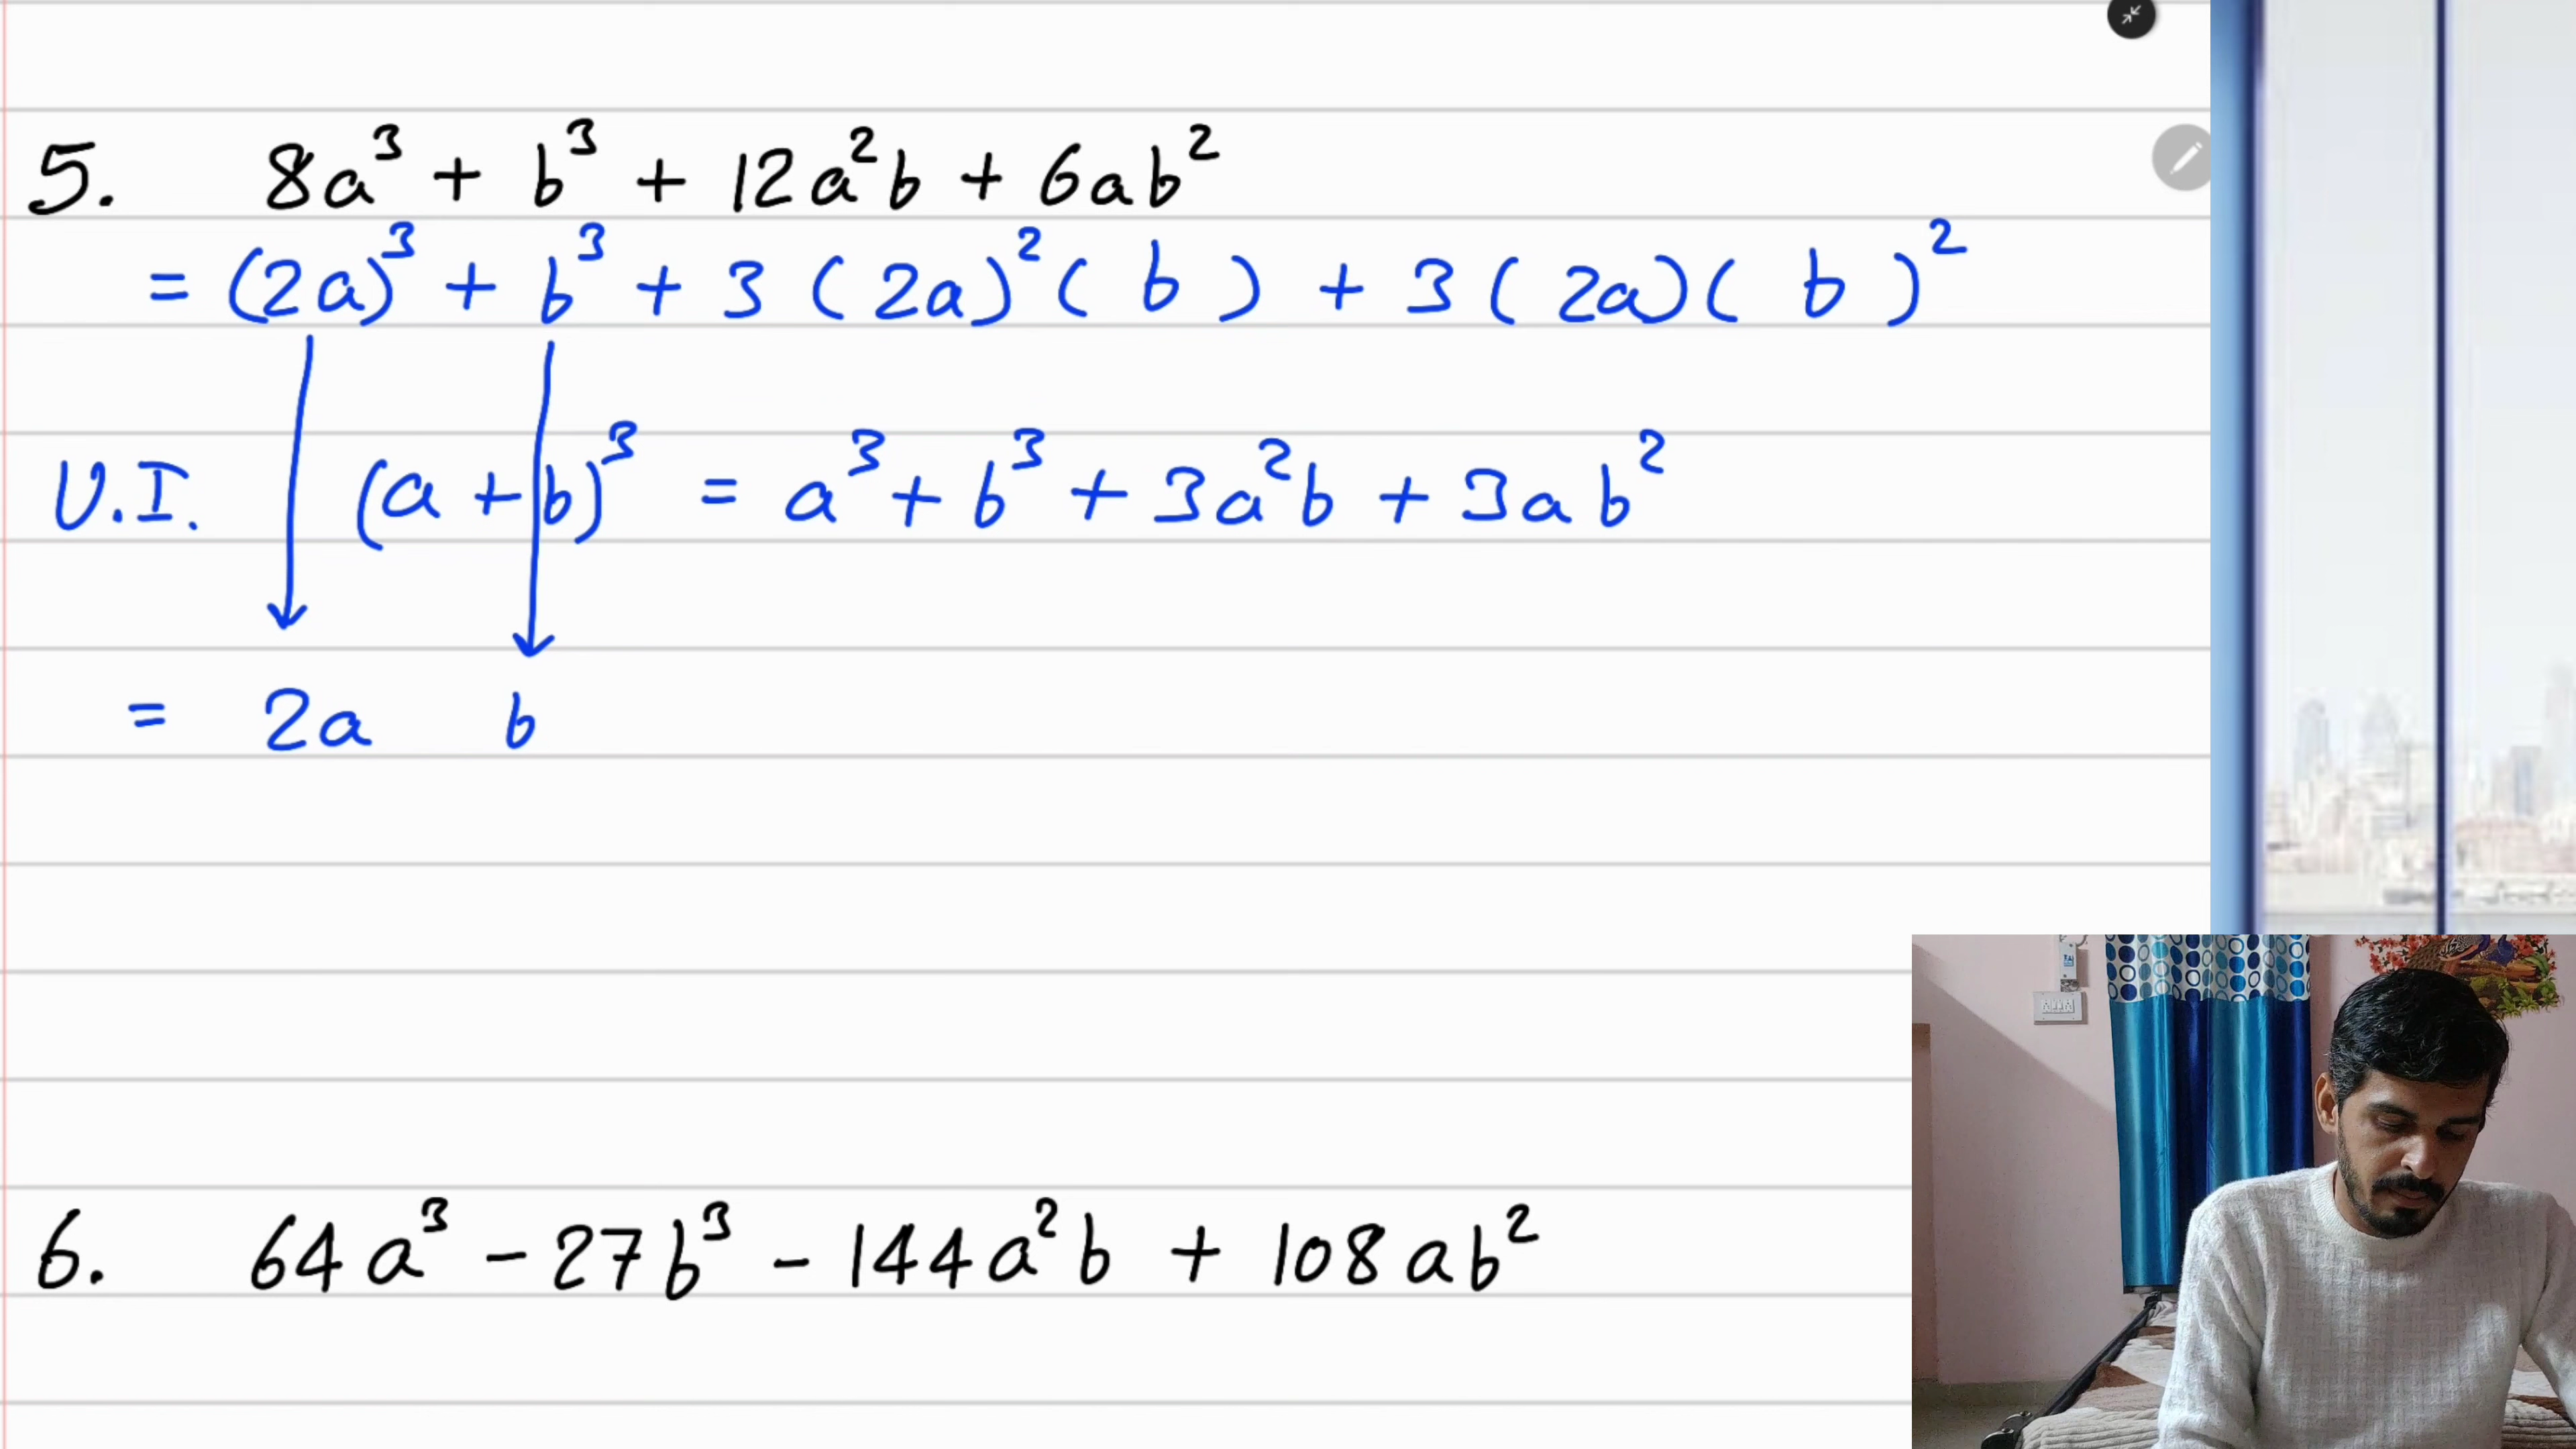 5. 8a³ + b³ + 12a²b + 6ab²
= (2a)³ + b³ + 3 ( 2a)² ( b ) + 3 ( 2a) ( b )²
U.I. (a + b)³ = a³ + b³ + 3a²b + 3ab²
= 2a b
6. 64a³ - 27b³ - 144a²b + 108ab²